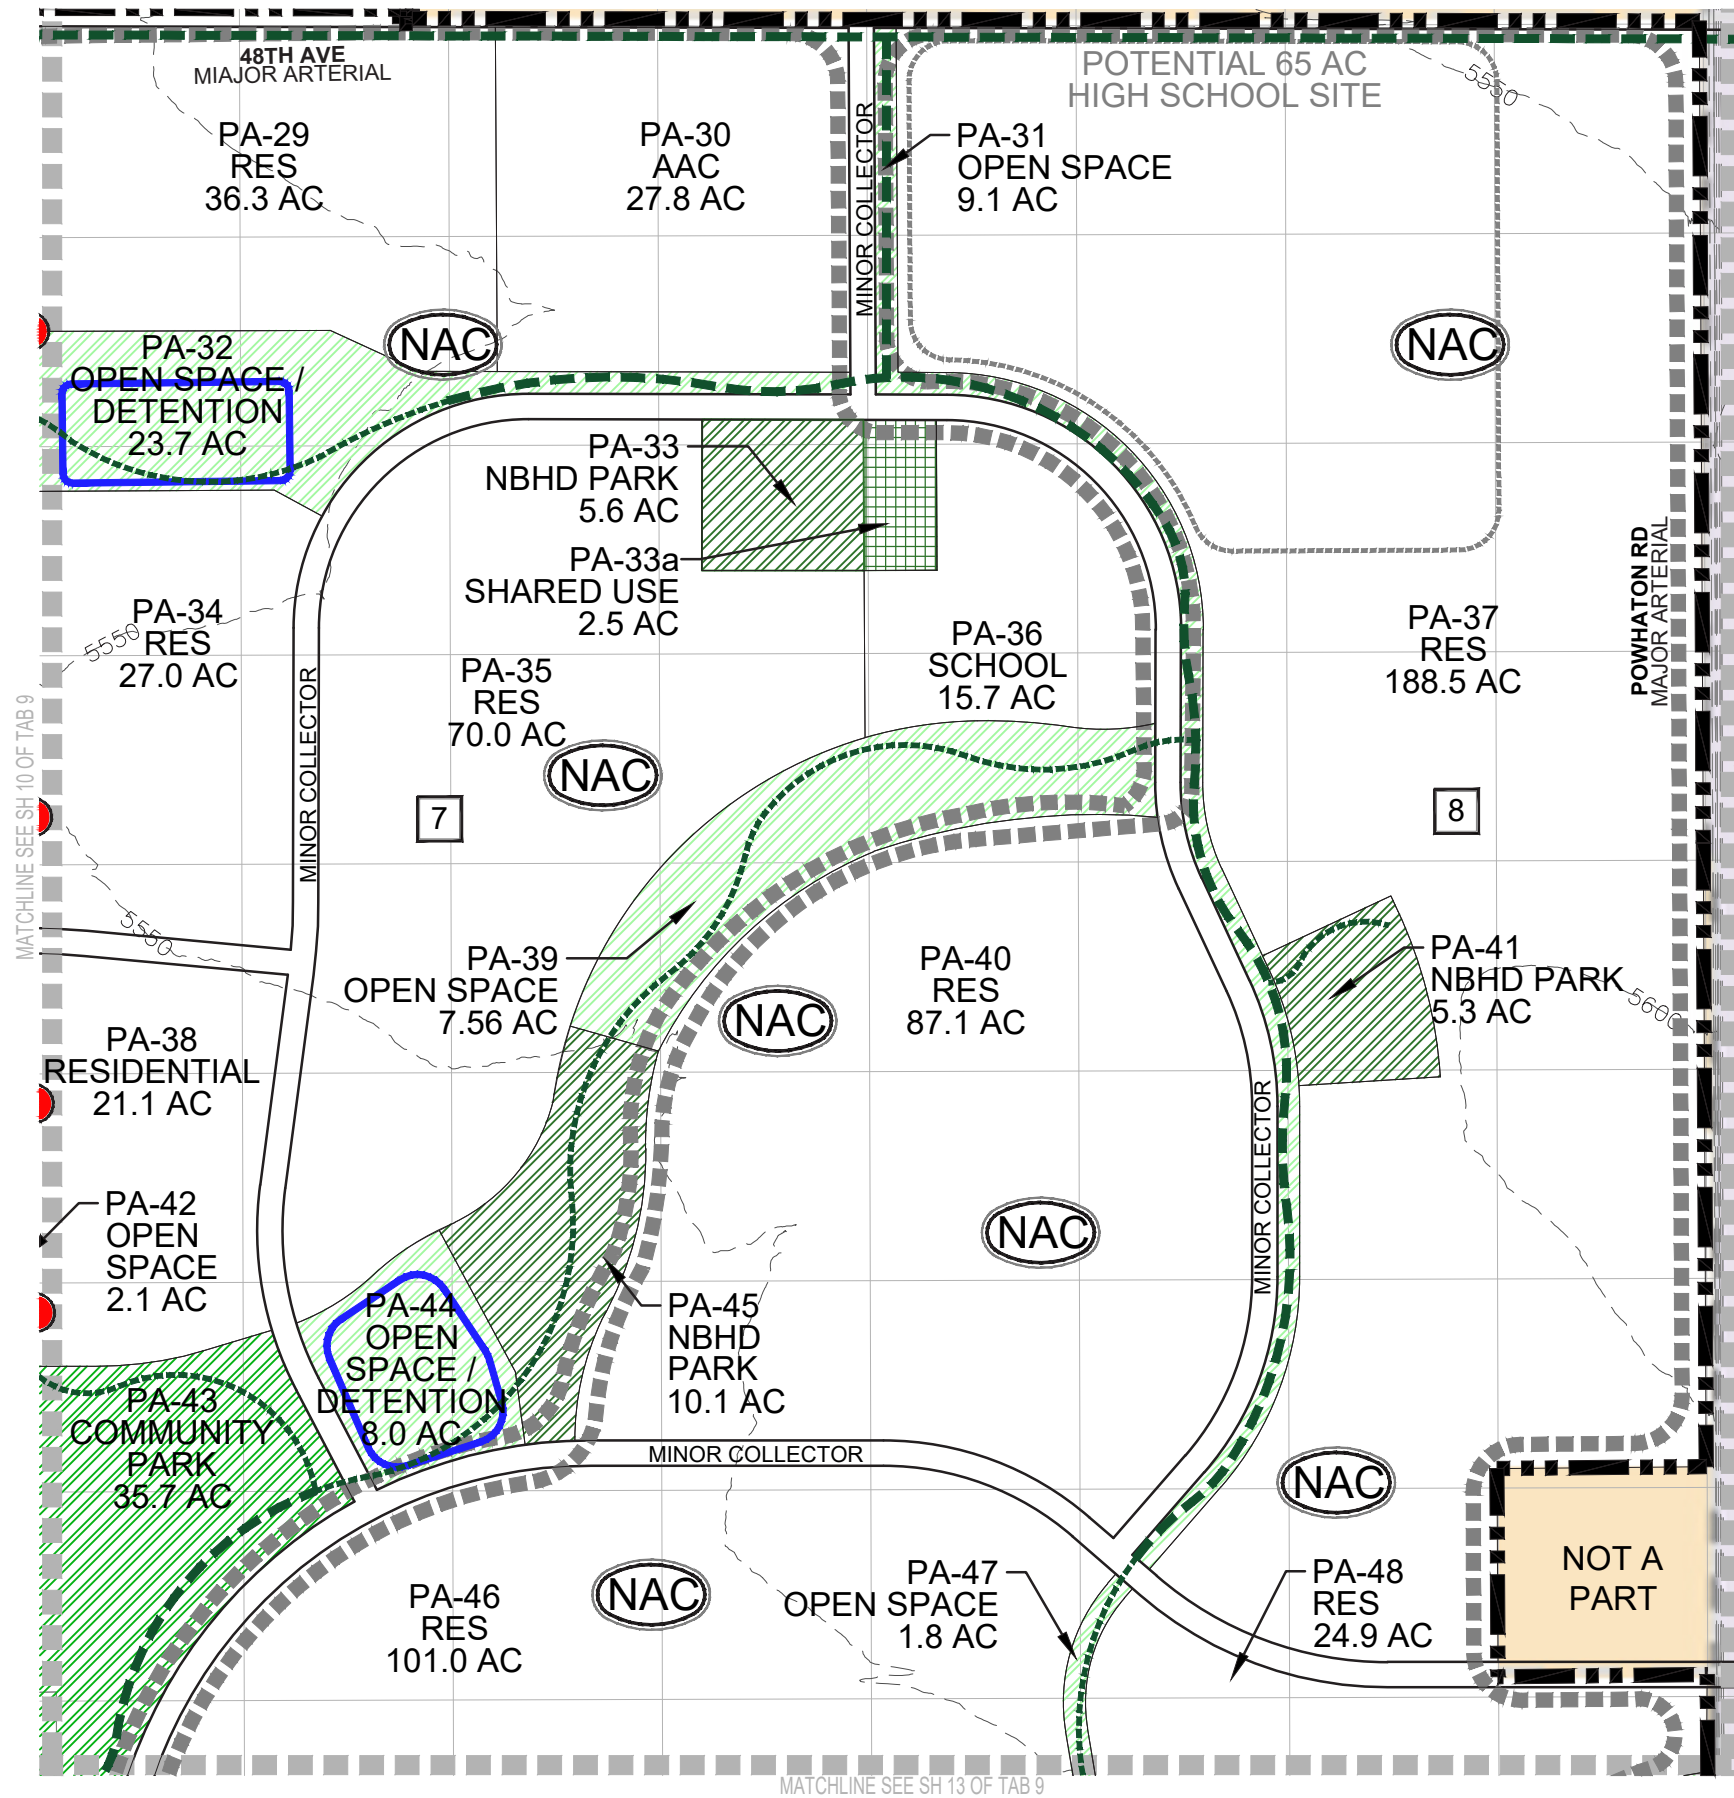 48TH AVE
MIAJOR ARTERIAL
POTENTIAL 65 AC
HIGH SCHOOL SITE
5550
PA-29
RES
36.3 AC
PA-30
AAC
27.8 AC
MINOR COLLECTOR
PA-31
OPEN SPACE
9.1 AC
NAC
NAC
PA-32
OPEN SPACE /
DETENTION
23.7 AC
PA-33
NBHD PARK
5.6 AC
PA-33a
SHARED USE
2.5 AC
PA-34
RES
27.0 AC
5550
PA-35
RES
70.0 AC
PA-36
SCHOOL
15.7 AC
PA-37
RES
188.5 AC
POWHATON RD
MAJOR ARTERIAL
MINOR COLLECTOR
NAC
7
8
MATCHLINE SEE SH 10 OF TAB 9
5550
PA-39
OPEN SPACE
7.56 AC
PA-40
RES
87.1 AC
NAC
PA-41
NBHD PARK
5.3 AC
5600
PA-38
RESIDENTIAL
21.1 AC
MINOR COLLECTOR
PA-42
OPEN
SPACE
2.1 AC
NAC
PA-44
OPEN
SPACE /
DETENTION
8.0 AC
PA-45
NBHD
PARK
10.1 AC
PA-43
COMMUNITY
PARK
35.7 AC
MINOR COLLECTOR
NAC
PA-46
RES
101.0 AC
NAC
PA-47
OPEN SPACE
1.8 AC
PA-48
RES
24.9 AC
NOT A
PART
MATCHLINE SEE SH 13 OF TAB 9